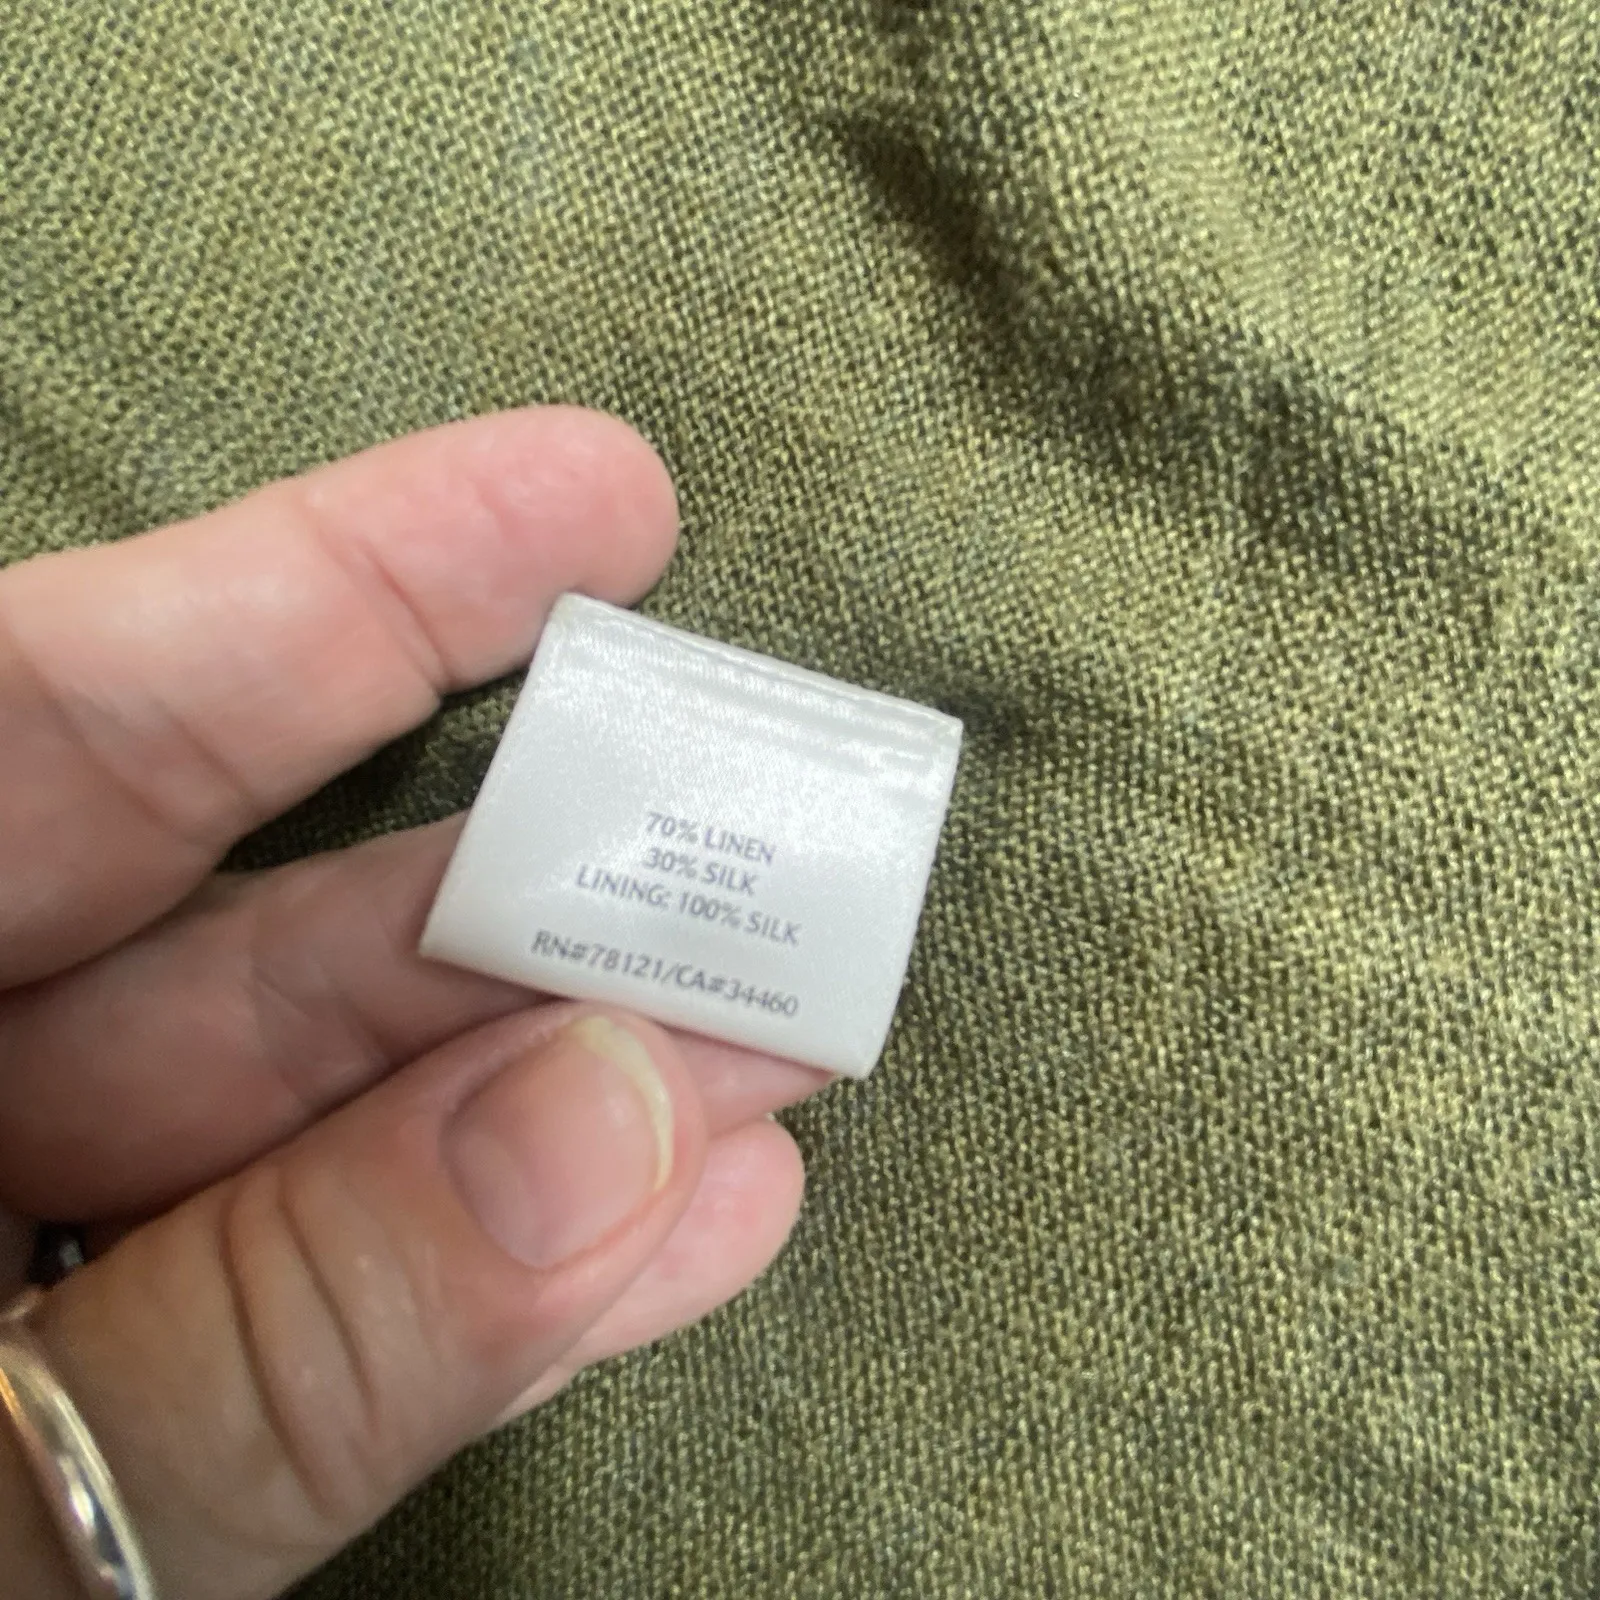 70% LINEN
30% SILK
LINING: 100% SILK
RN#78121/CA#34460